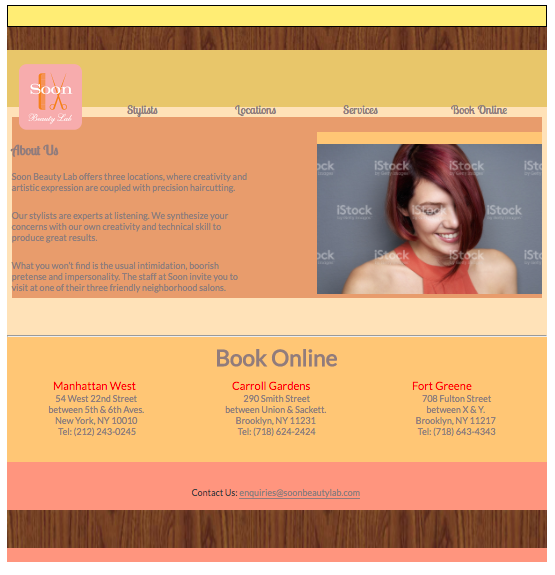 Soon
Beauty Lab
Stylists Locations Services Book Online
About Us
Soon Beauty Lab offers three locations, where creativity and
artistic expression are coupled with precision haircutting.
Our stylists are experts at listening. We synthesize your
concerns with our own creativity and technical skill to
produce great results.
What you won't find is the usual intimidation, boorish
pretense and impersonality. The staff at Soon invite you to
visit at one of their three friendly neighborhood salons.
iStock iStock iStock
by Getty Images
iStock iStock iStock
iStock iStock iStock
Book Online
Manhattan West
54 West 22nd Street
between 5th & 6th Aves.
New York, NY 10010
Tel: (212) 243-0245
Carroll Gardens
290 Smith Street
between Union & Sackett.
Brooklyn, NY 11231
Tel: (718) 624-2424
Fort Greene
708 Fulton Street
between X & Y.
Brooklyn, NY 11217
Tel: (718) 643-4343
Contact Us: enquiries@soonbeautylab.com